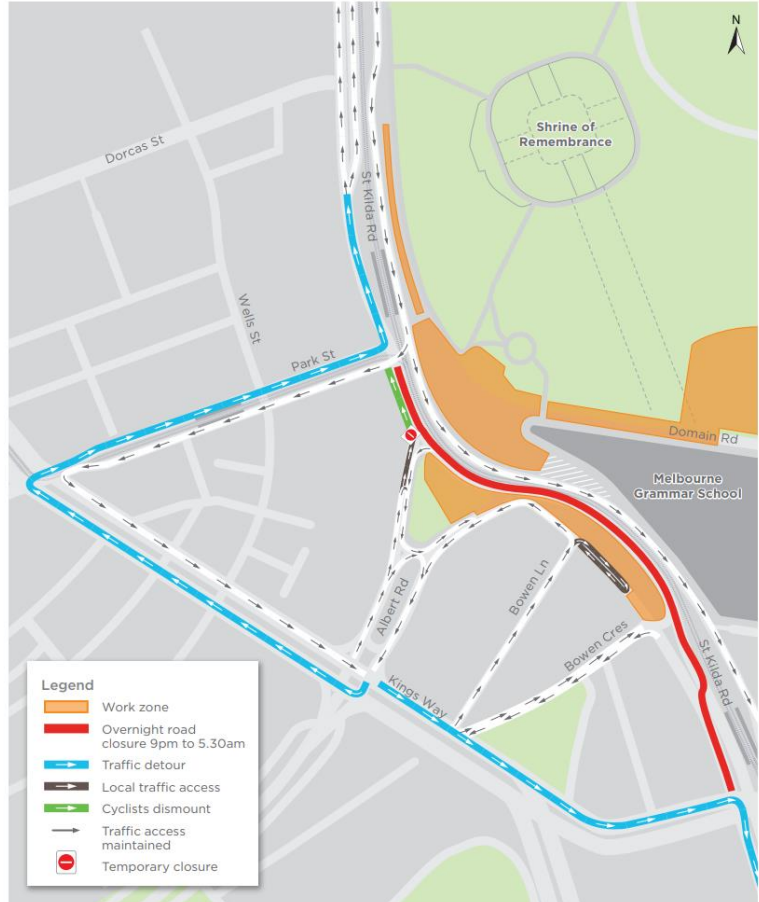 N
Shrine of
Remembrance
Dorcas St
St Kilda Rd
Wells St
Park St
Domain Rd
Melbourne
Grammar School
Bowen Ln
Albert Rd
Bowen Cres
St Kilda Rd
Kings Way
Legend
Work zone
Overnight road
closure 9pm to 5.30am
Traffic detour
Local traffic access
Cyclists dismount
Traffic access
maintained
Temporary closure